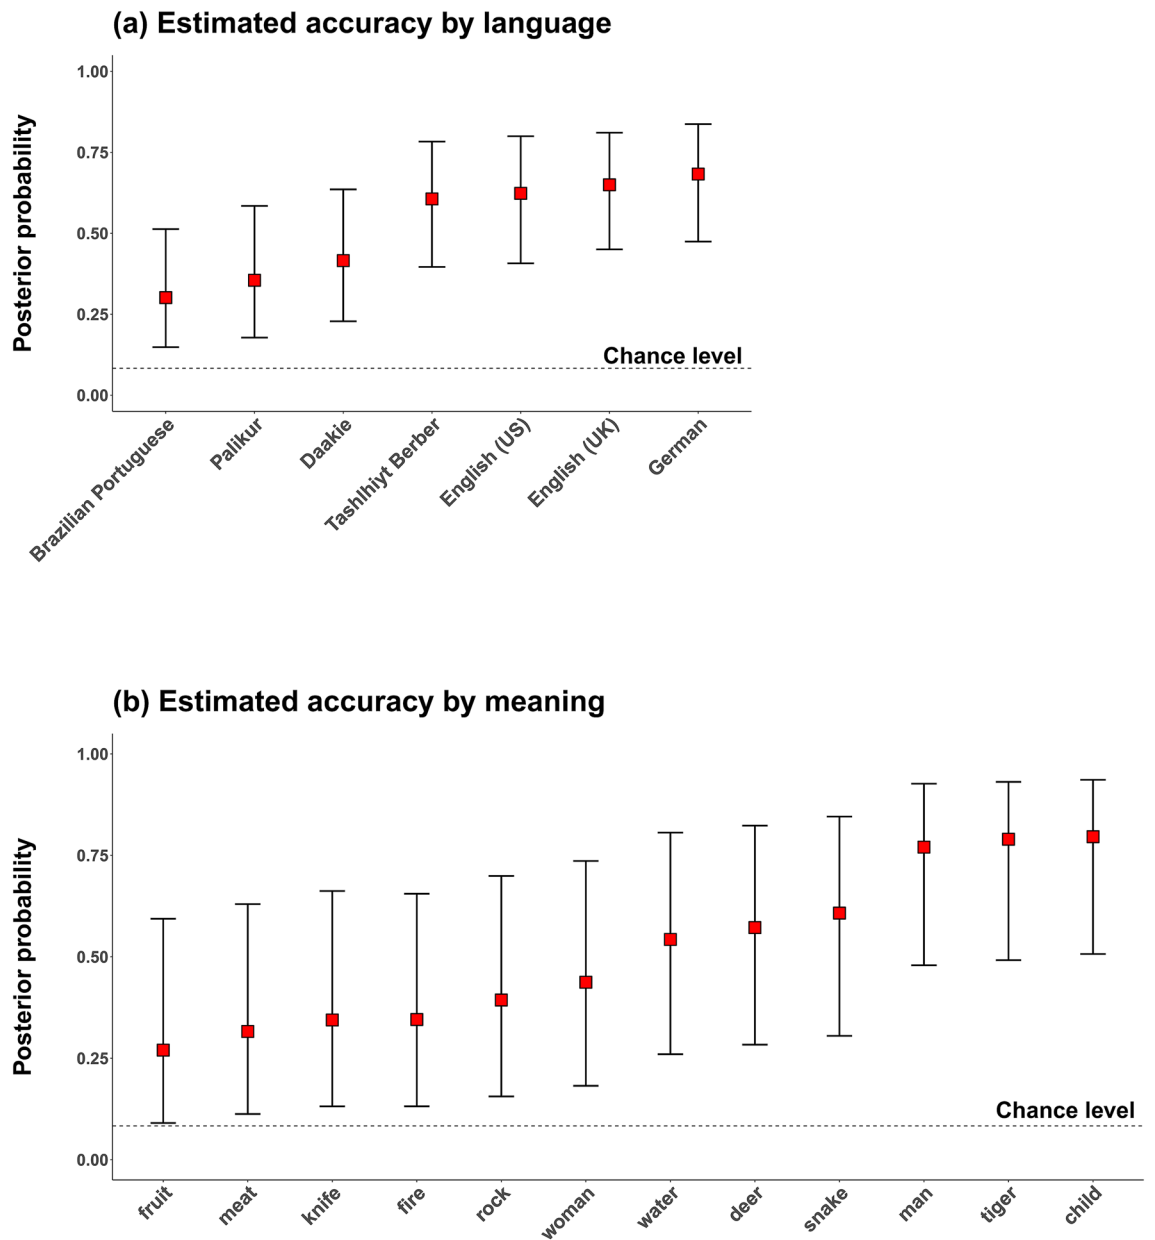 (a) Estimated accuracy by language
Posterior probability
1.00
0.75
0.50
0.25
0.00
Chance level
Brazilian Portuguese
Palikur
Daakie
Tashlhiyt Berber
English (US)
English (UK)
German
(b) Estimated accuracy by meaning
Posterior probability
1.00
0.75
0.50
0.25
0.00
Chance level
fruit
meat
knife
fire
rock
woman
water
deer
snake
man
tiger
child